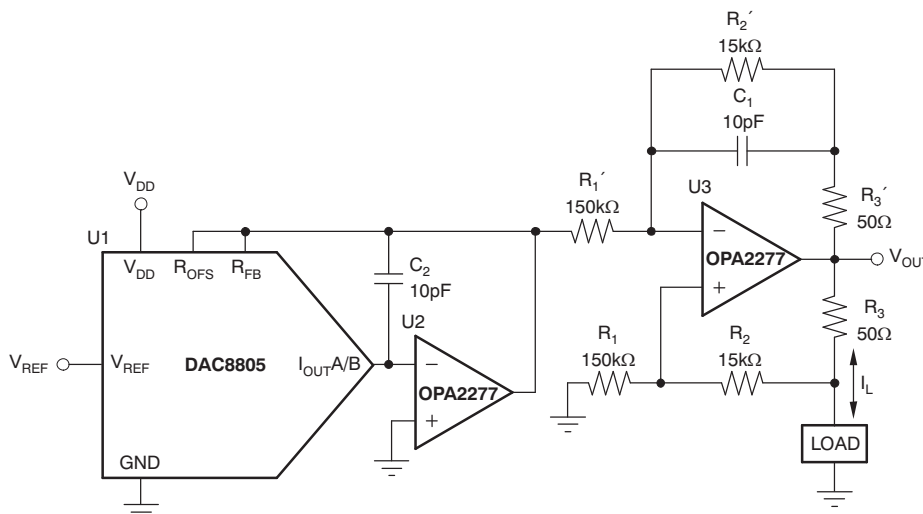 R2′
15kΩ
C1
10pF
VDD
U1
VDD
ROFS
RFB
C2
10pF
R1′
150kΩ
U3
R3′
50Ω
−
OPA2277
+
VOUT
VREF
VREF
DAC8805
IOUTA/B
U2
−
OPA2277
+
R1
150kΩ
R2
15kΩ
R3
50Ω
IL
LOAD
GND